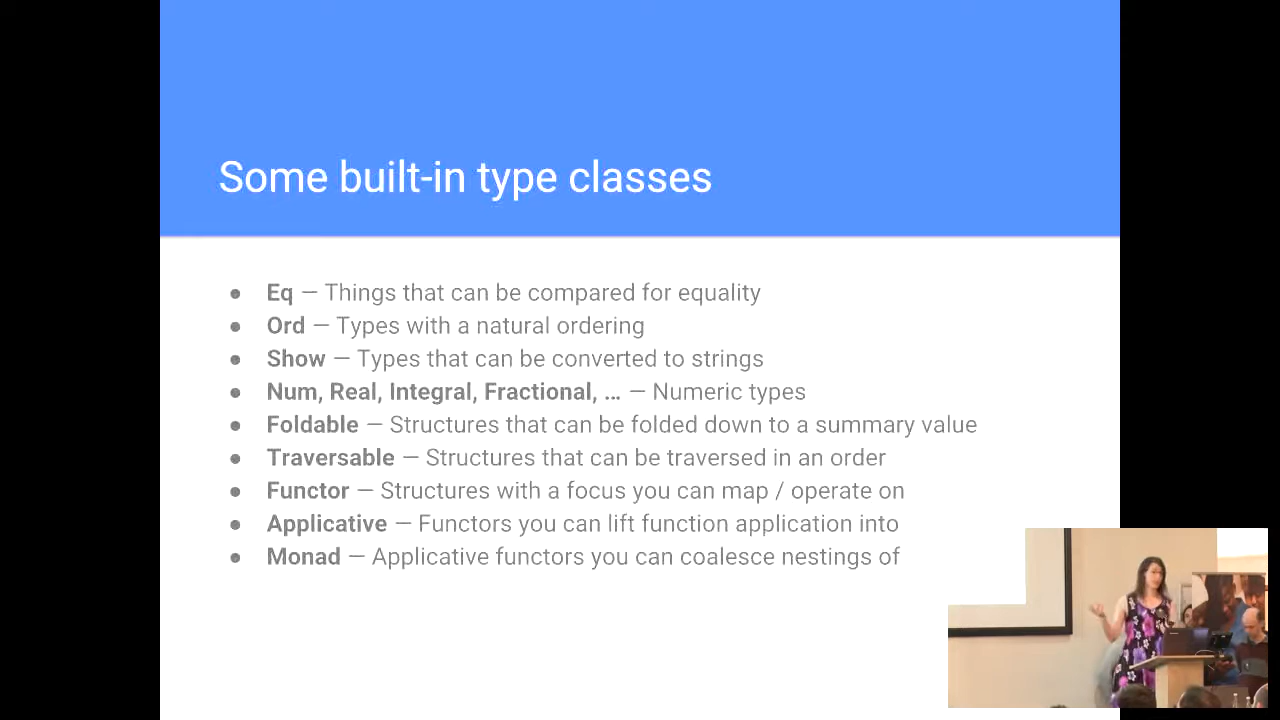 Some built-in type classes
● Eq — Things that can be compared for equality
● Ord — Types with a natural ordering
● Show — Types that can be converted to strings
● Num, Real, Integral, Fractional, ... — Numeric types
● Foldable — Structures that can be folded down to a summary value
● Traversable — Structures that can be traversed in an order
● Functor — Structures with a focus you can map / operate on
● Applicative — Functors you can lift function application into
● Monad — Applicative functors you can coalesce nestings of